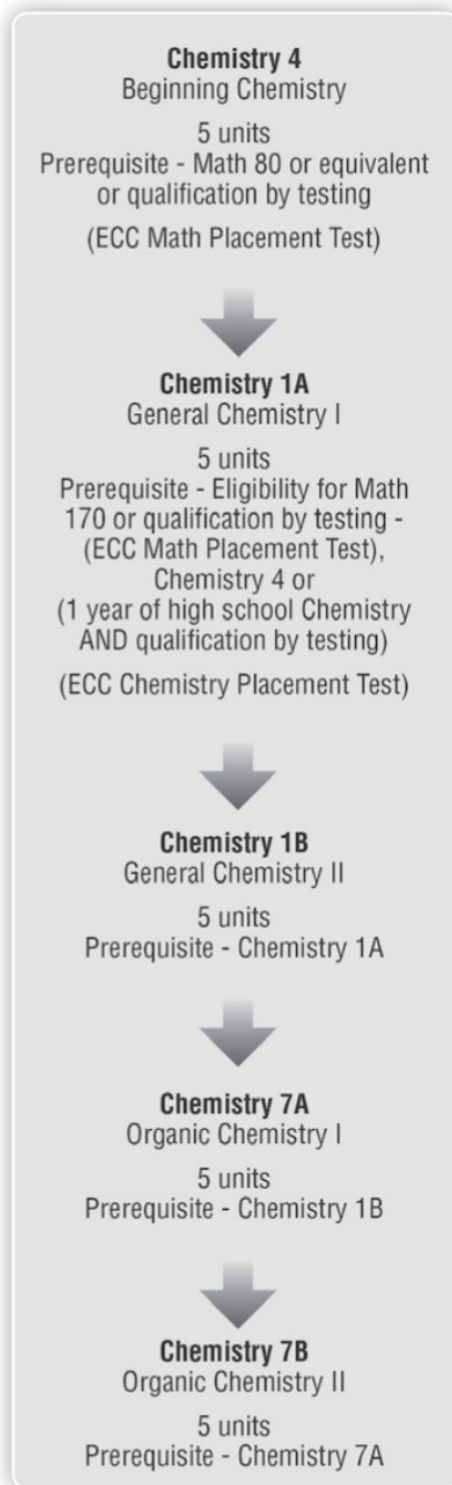 Chemistry 4
Beginning Chemistry
5 units
Prerequisite - Math 80 or equivalent
or qualification by testing
(ECC Math Placement Test)
Chemistry 1A
General Chemistry I
5 units
Prerequisite - Eligibility for Math
170 or qualification by testing -
(ECC Math Placement Test),
Chemistry 4 or
(1 year of high school Chemistry
AND qualification by testing)
(ECC Chemistry Placement Test)
Chemistry 1B
General Chemistry II
5 units
Prerequisite - Chemistry 1A
Chemistry 7A
Organic Chemistry I
5 units
Prerequisite - Chemistry 1B
Chemistry 7B
Organic Chemistry II
5 units
Prerequisite - Chemistry 7A